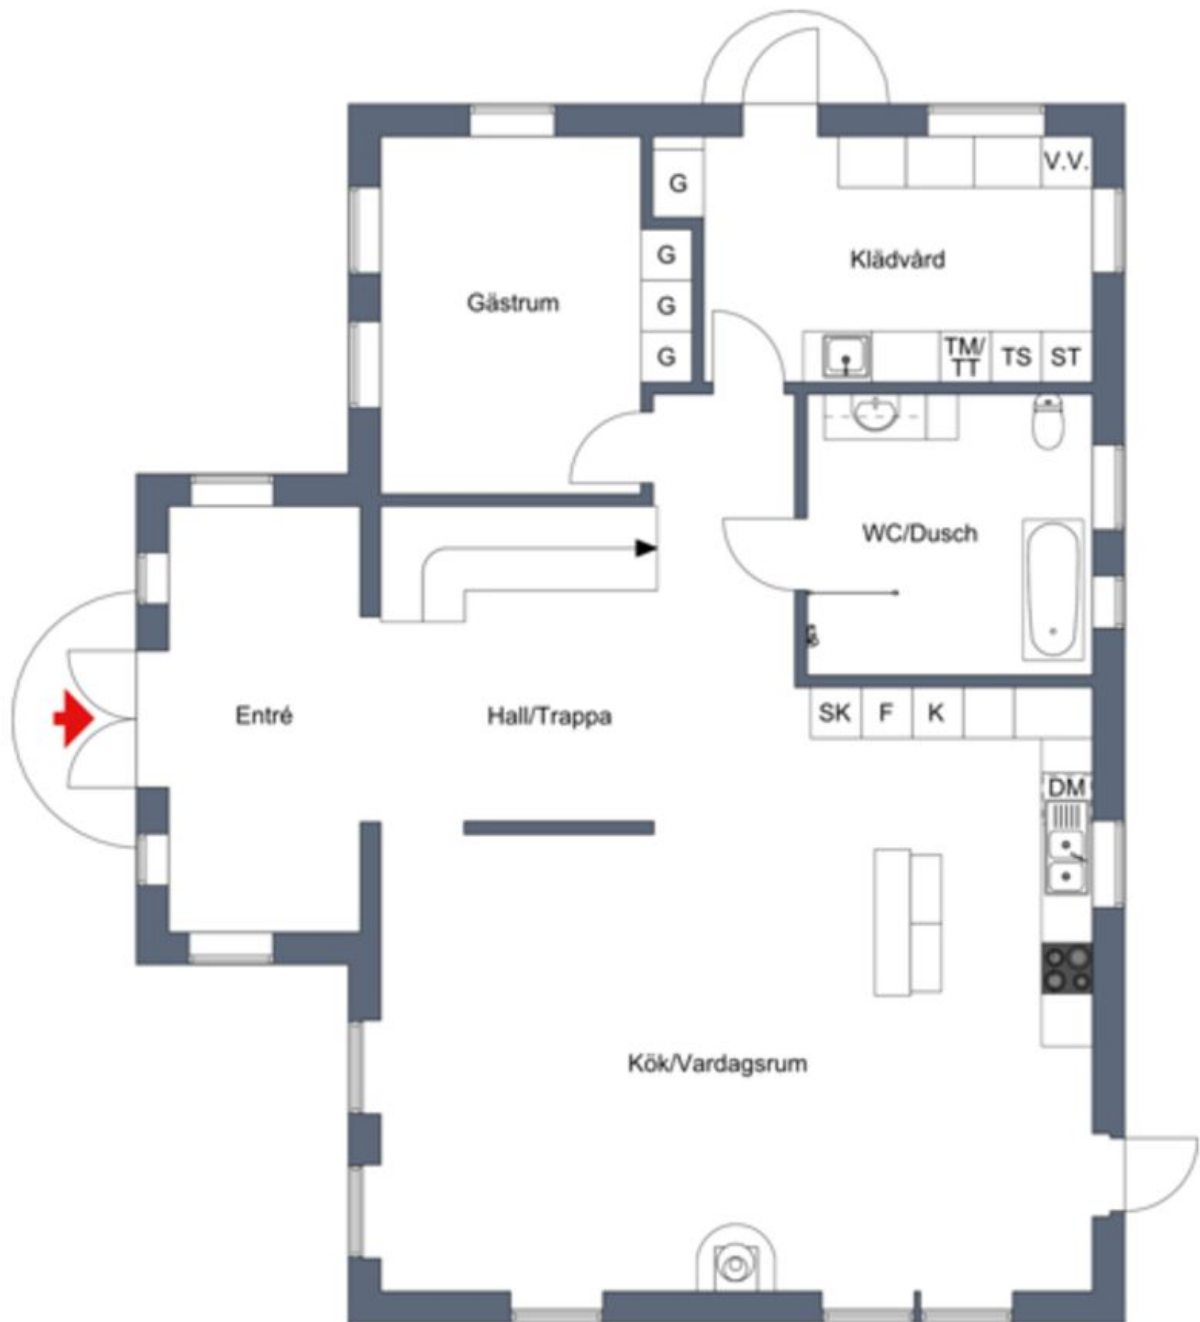 V.V.
G
G
Klädvård
Gästrum
G
TM/
TT
TS
ST
G
WC/Dusch
Entré
Hall/Trappa
SK
F
K
DM
Kök/Vardagsrum